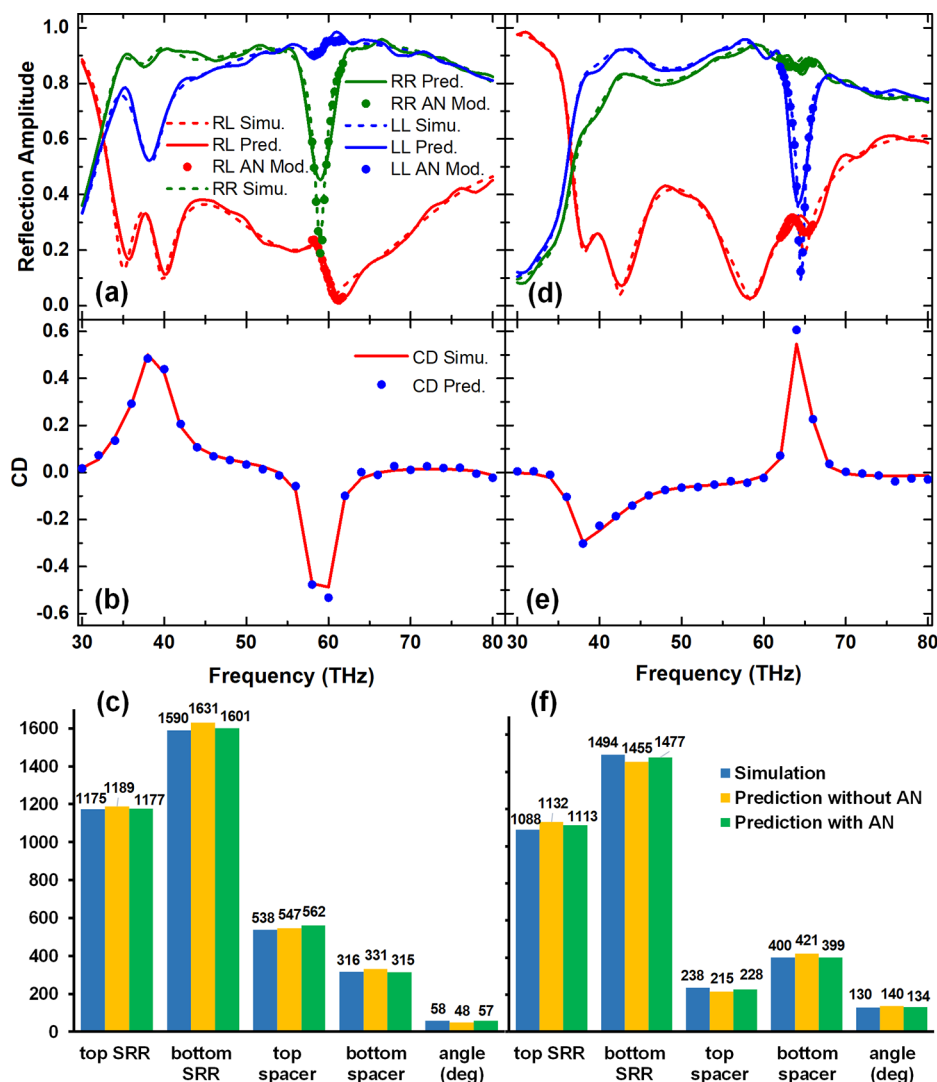 1.0
0.8
0.6
0.4
0.2
0.0
Reflection Amplitude
RL Simu.
RL Pred.
RL AN Mod.
RR Simu.
RR Pred.
RR AN Mod.
LL Simu.
LL Pred.
LL AN Mod.
(a)
(d)
0.6
0.4
0.2
0.0
-0.2
-0.4
-0.6
CD
CD Simu.
CD Pred.
(b)
(e)
30 40 50 60 70 80
30 40 50 60 70 80
Frequency (THz)
Frequency (THz)
(c)
1600
1400
1200
1000
800
600
400
200
0
1175 1189 1177
1590 1631 1601
538 547 562
316 331 315
58 48 57
top SRR
bottom
SRR
top
spacer
bottom
spacer
angle
(deg)
(f)
1088 1132 1113
1494 1455 1477
238 215 228
400 421 399
130 140 134
Simulation
Prediction without AN
Prediction with AN
top SRR
bottom
SRR
top
spacer
bottom
spacer
angle
(deg)